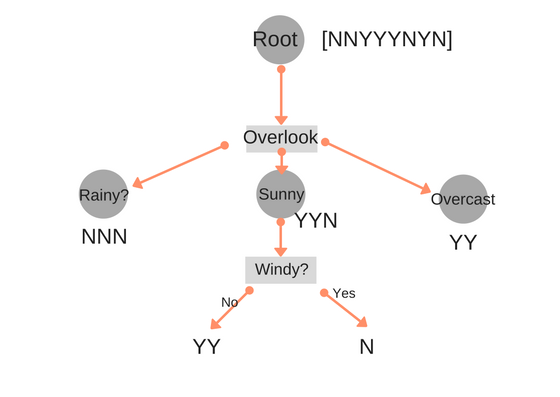 Root
[NNYYYNYN]
Overlook
Rainy?
Sunny
Overcast
NNN
YYN
YY
Windy?
No
Yes
YY
N